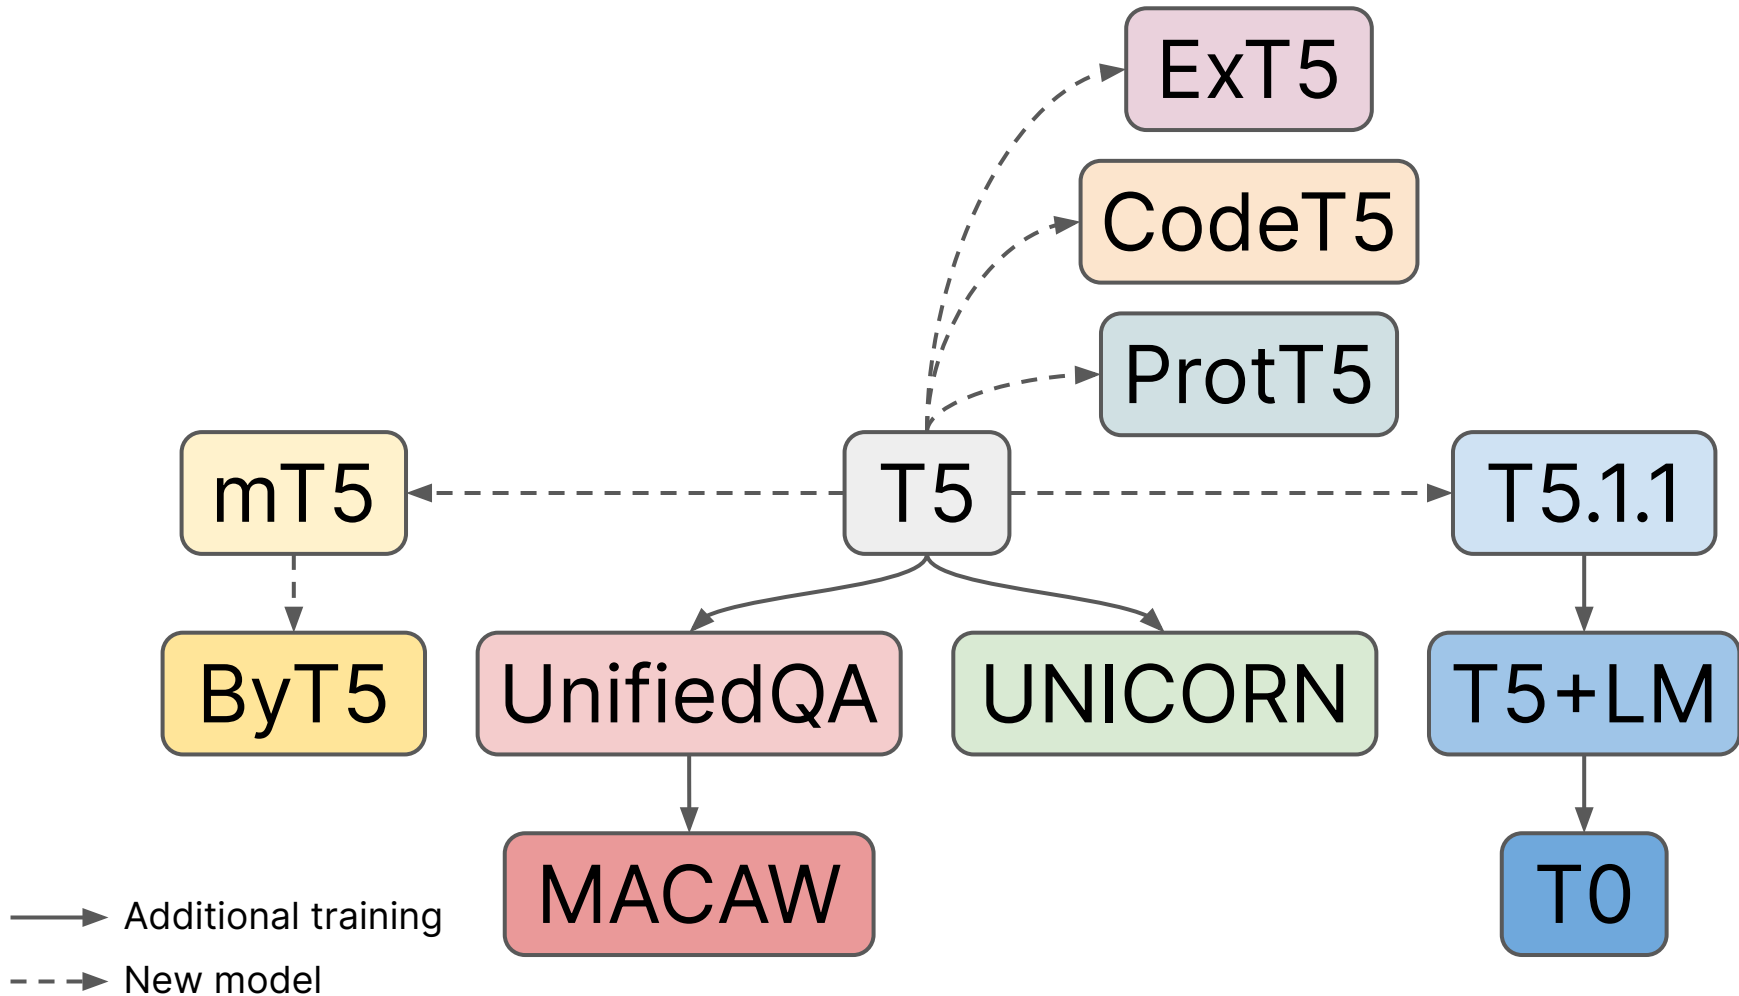 ExT5
CodeT5
ProtT5
mT5
T5
T5.1.1
ByT5
UnifiedQA
UNICORN
T5+LM
MACAW
T0
Additional training
New model